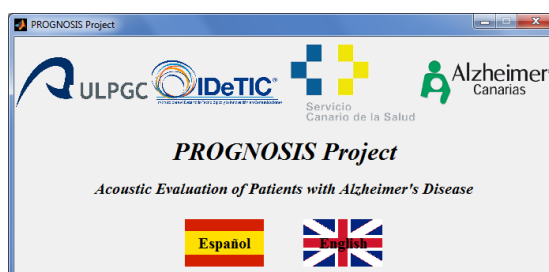 PROGNOSIS Project
ULPGC
IDeTIC
Servicio
Canario de la Salud
Alzheimer
Canarias
PROGNOSIS Project
Acoustic Evaluation of Patients with Alzheimer's Disease
Español
English